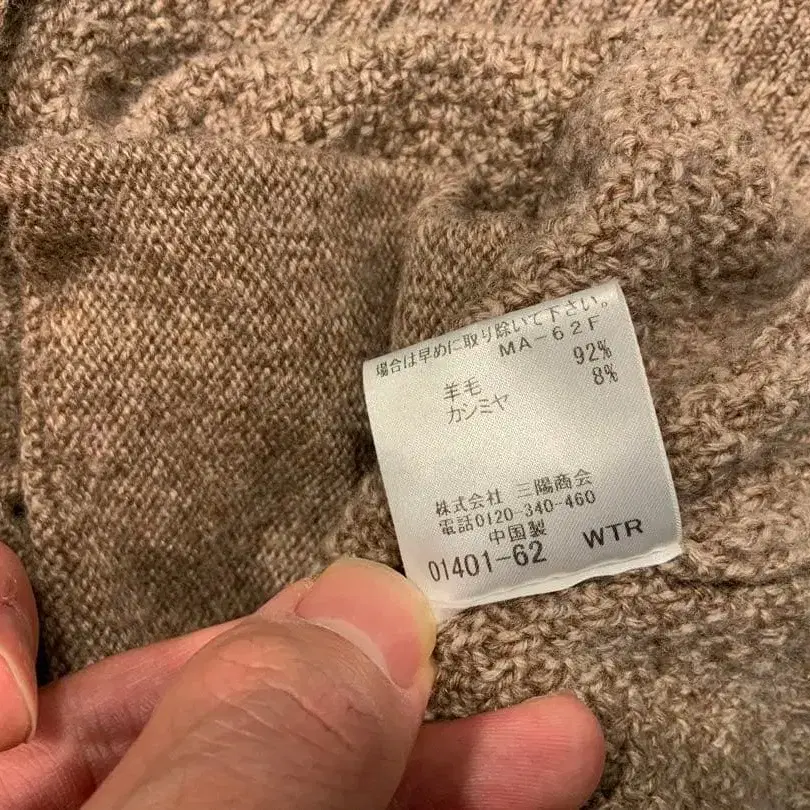 場合は早めに取り除いて下さい。
MA-62F
羊毛 92%
カシミヤ 8%
株式会社 三陽商会
電話0120-340-460
中国製
01401-62 WTR